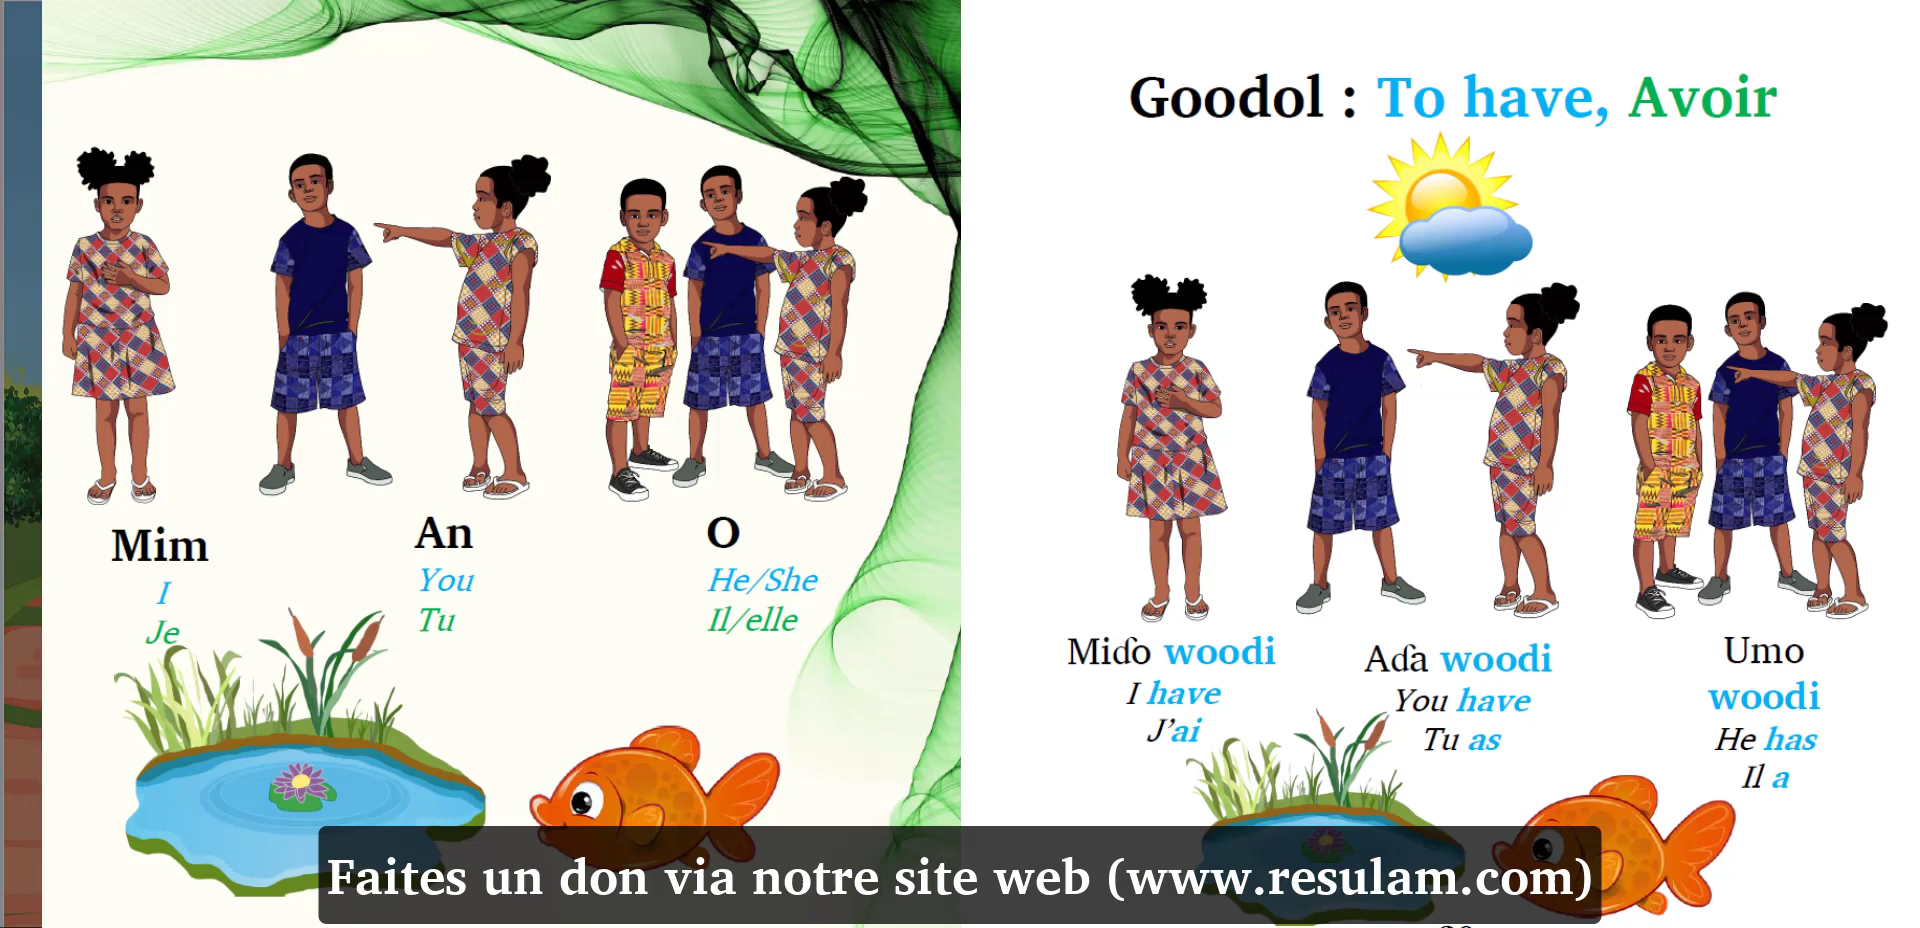 Mim
I
Je
An
You
Tu
O
He/She
Il/elle
Goodol : To have, Avoir
Miɗo woodi
I have
J'ai
Aɗa woodi
You have
Tu as
Umo
woodi
He has
Il a
Faites un don via notre site web (www.resulam.com)